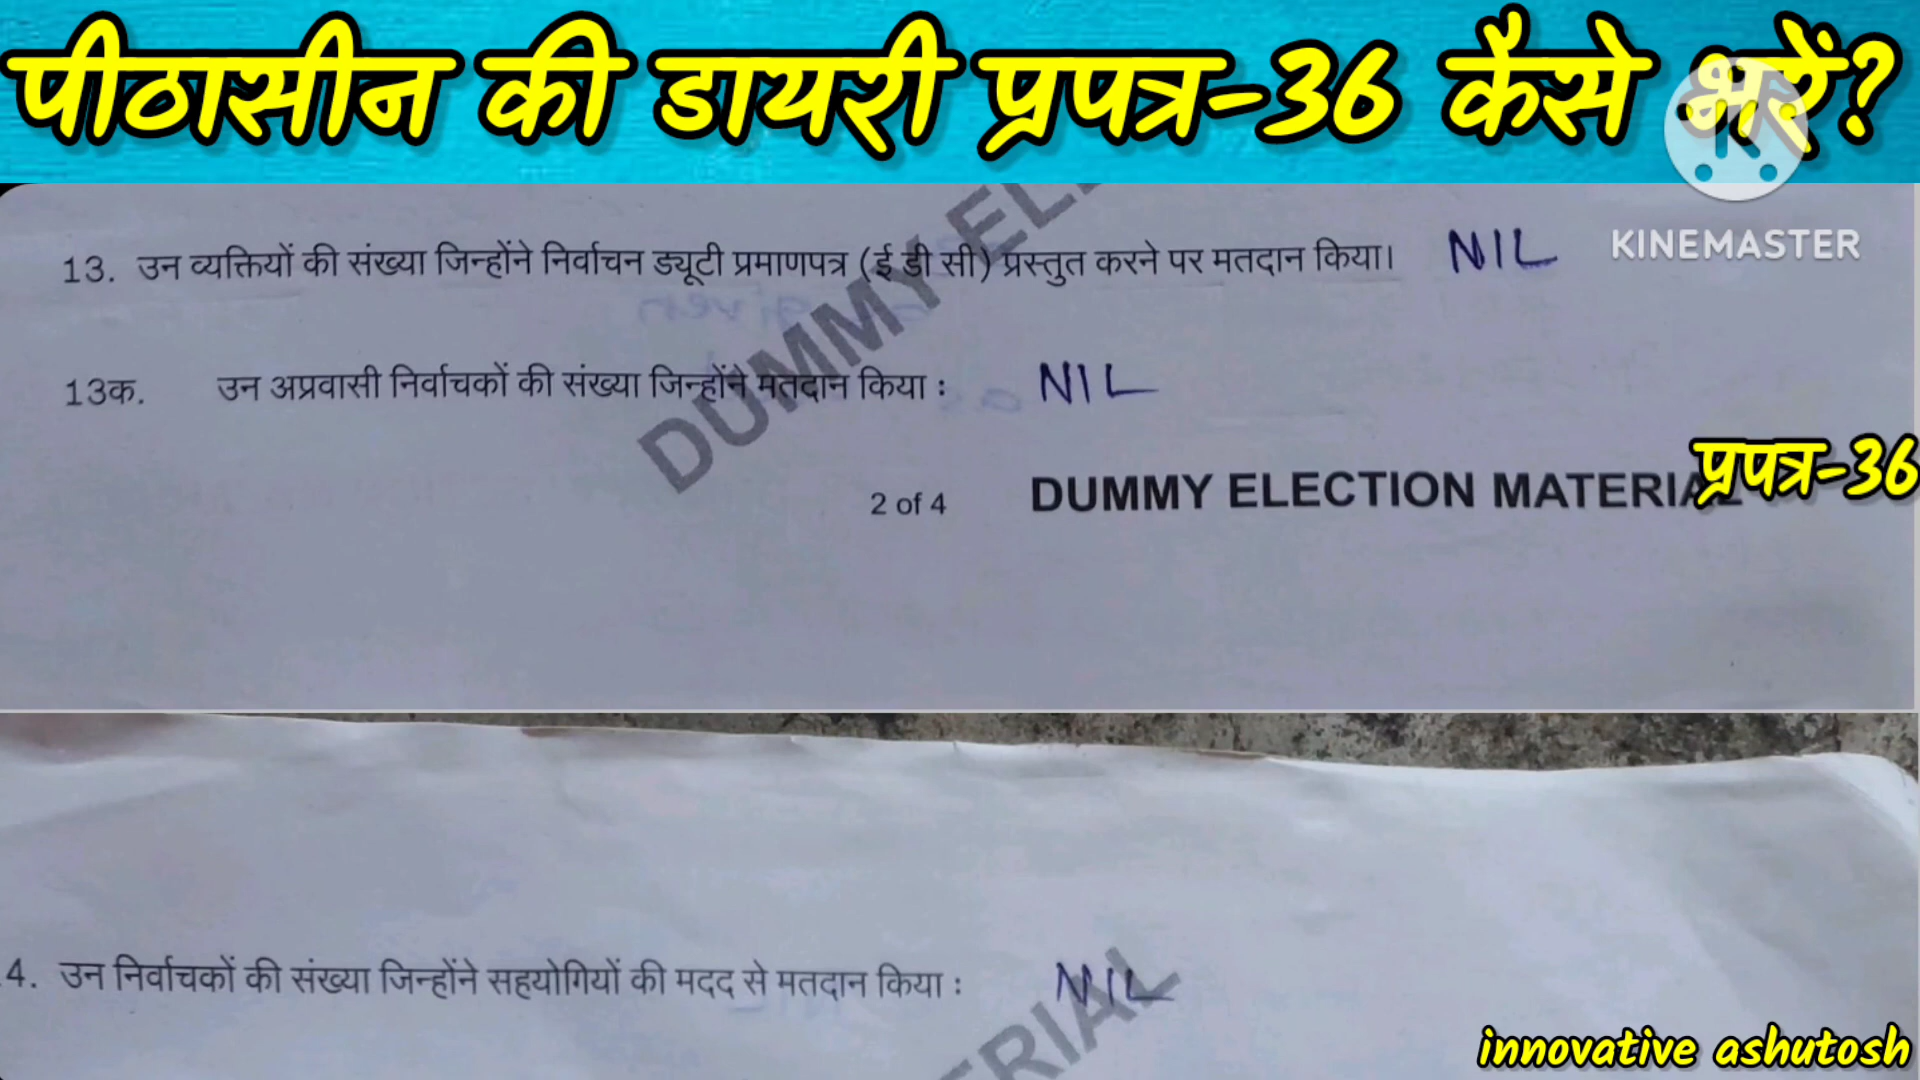 पीठासीन की डायरी प्रपत्र-36 कैसे भरें?
KINEMASTER
13. उन व्यक्तियों की संख्या जिन्होंने निर्वाचन ड्यूटी प्रमाणपत्र (ई डी सी) प्रस्तुत करने पर मतदान किया। NIL
13क. उन अप्रवासी निर्वाचकों की संख्या जिन्होंने मतदान किया : NIL
DUMMY EL
2 of 4 DUMMY ELECTION MATERIAL
प्रपत्र-36
4. उन निर्वाचकों की संख्या जिन्होंने सहयोगियों की मदद से मतदान किया : NIL
ERIAL
innovative ashutosh